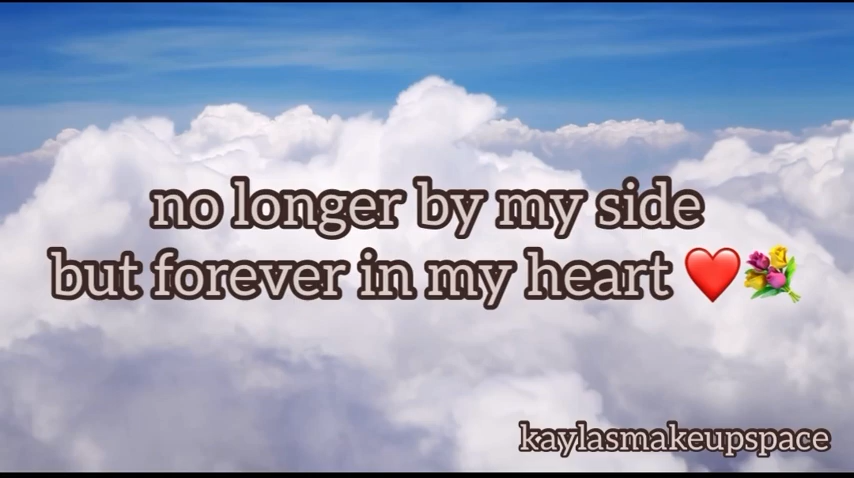 no longer by my side
but forever in my heart ❤️💐
kaylasmakeupspace